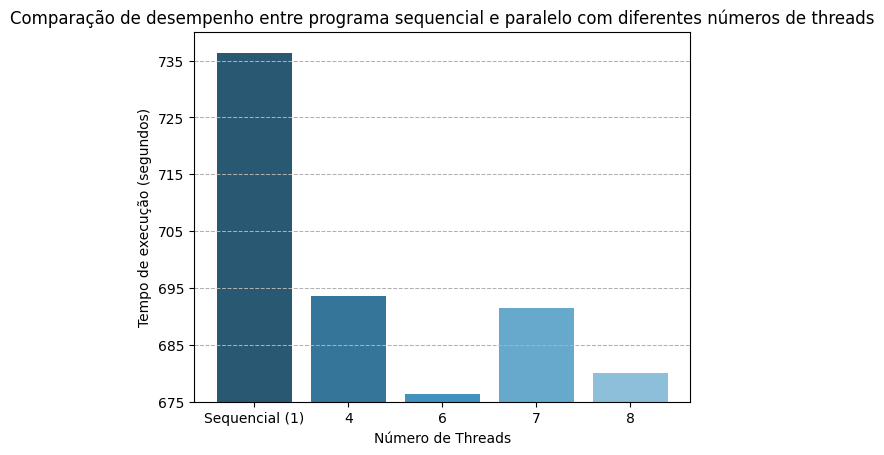 Comparação de desempenho entre programa sequencial e paralelo com diferentes números de threads
Tempo de execução (segundos)
735
725
715
705
695
685
675
Sequencial (1) 4 6 7 8
Número de Threads